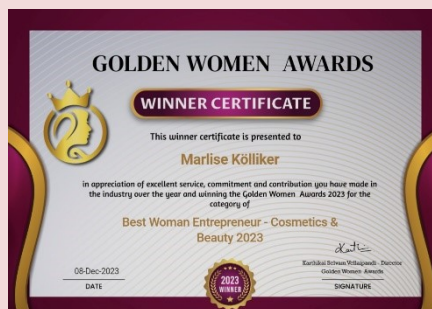 GOLDEN WOMEN AWARDS
WINNER CERTIFICATE
This winner certificate is presented to
Marlise Kölliker
in appreciation of excellent service, commitment and contribution you have made in
the industry over the year and winning the Golden Women Awards 2023 for the
category of
Best Woman Entrepreneur - Cosmetics &
Beauty 2023
08-Dec-2023
DATE
2023
WINNER
Karthikai Selvam Villaipandi - Director
Golden Women Awards
SIGNATURE